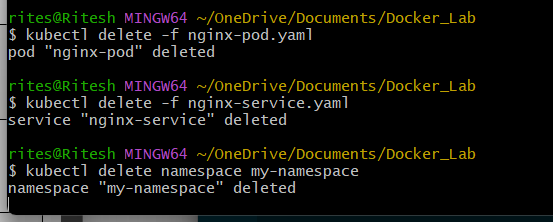 rites@Ritesh MINGW64 ~/OneDrive/Documents/Docker_Lab
$ kubectl delete -f nginx-pod.yaml
pod "nginx-pod" deleted
rites@Ritesh MINGW64 ~/OneDrive/Documents/Docker_Lab
$ kubectl delete -f nginx-service.yaml
service "nginx-service" deleted
rites@Ritesh MINGW64 ~/OneDrive/Documents/Docker_Lab
$ kubectl delete namespace my-namespace
namespace "my-namespace" deleted